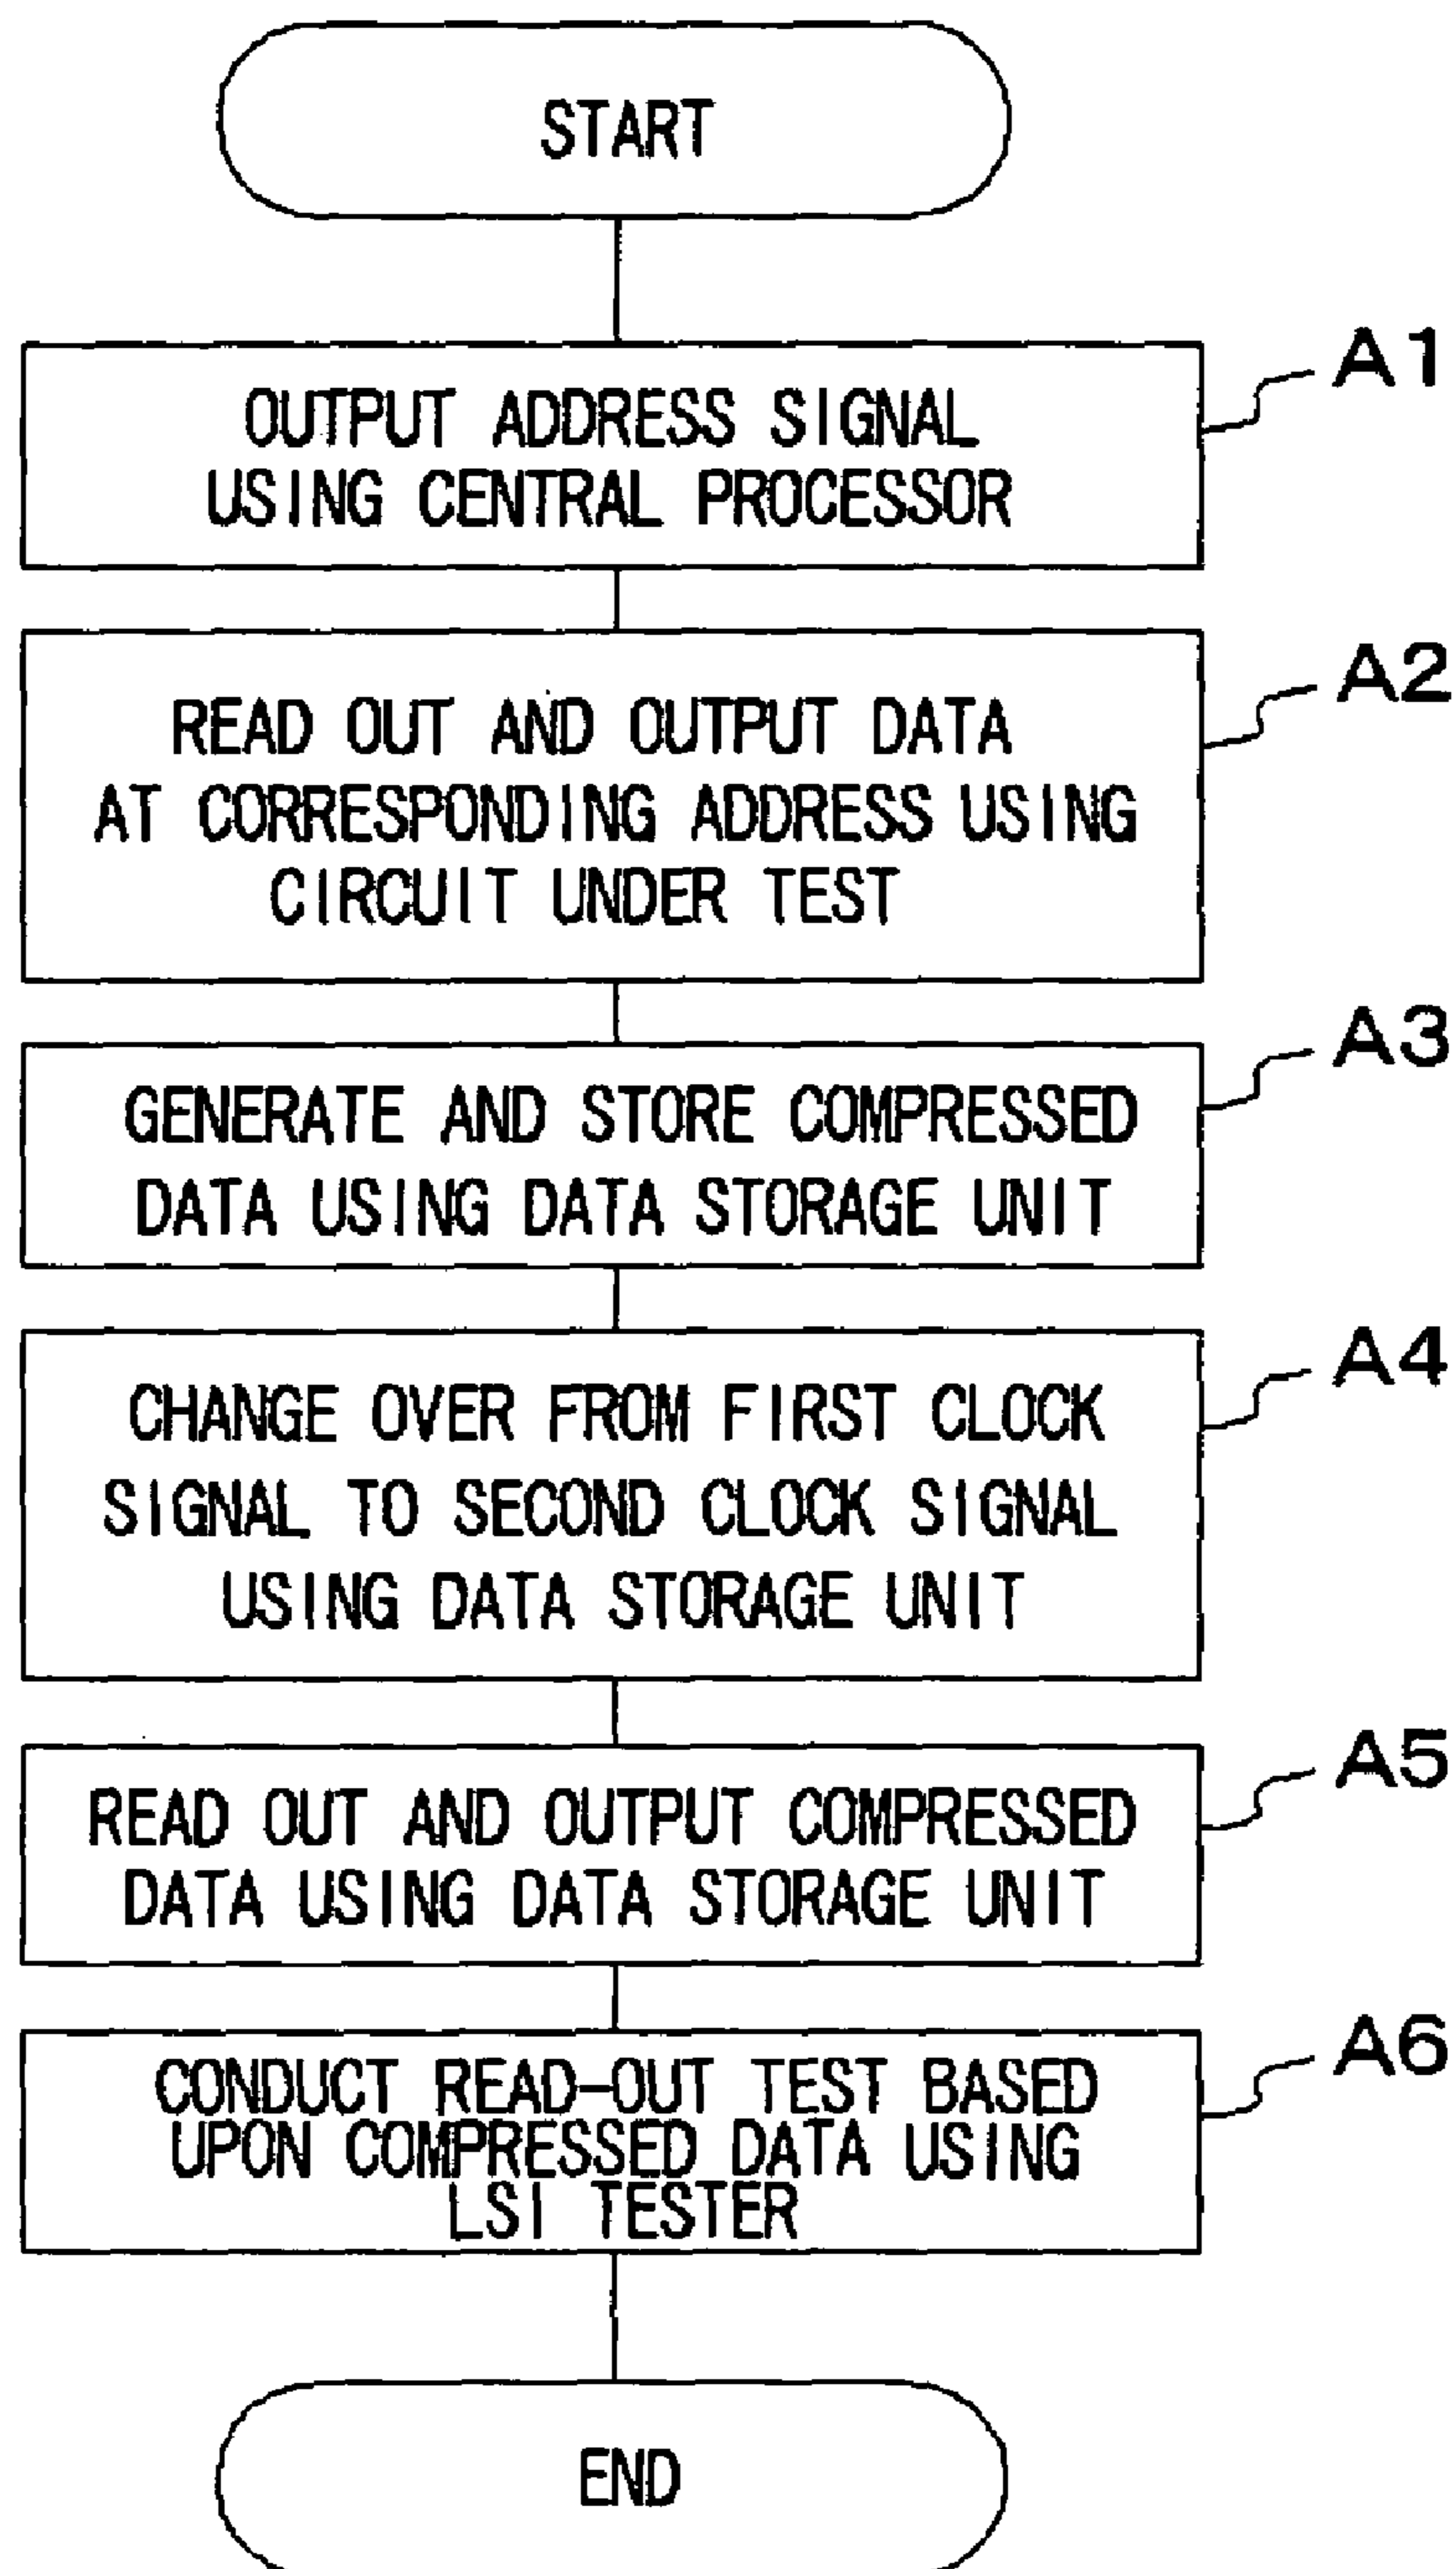 START
A1
OUTPUT ADDRESS SIGNAL
USING CENTRAL PROCESSOR
A2
READ OUT AND OUTPUT DATA
AT CORRESPONDING ADDRESS USING
CIRCUIT UNDER TEST
A3
GENERATE AND STORE COMPRESSED
DATA USING DATA STORAGE UNIT
A4
CHANGE OVER FROM FIRST CLOCK
SIGNAL TO SECOND CLOCK SIGNAL
USING DATA STORAGE UNIT
A5
READ OUT AND OUTPUT COMPRESSED
DATA USING DATA STORAGE UNIT
A6
CONDUCT READ-OUT TEST BASED
UPON COMPRESSED DATA USING
LSI TESTER
END